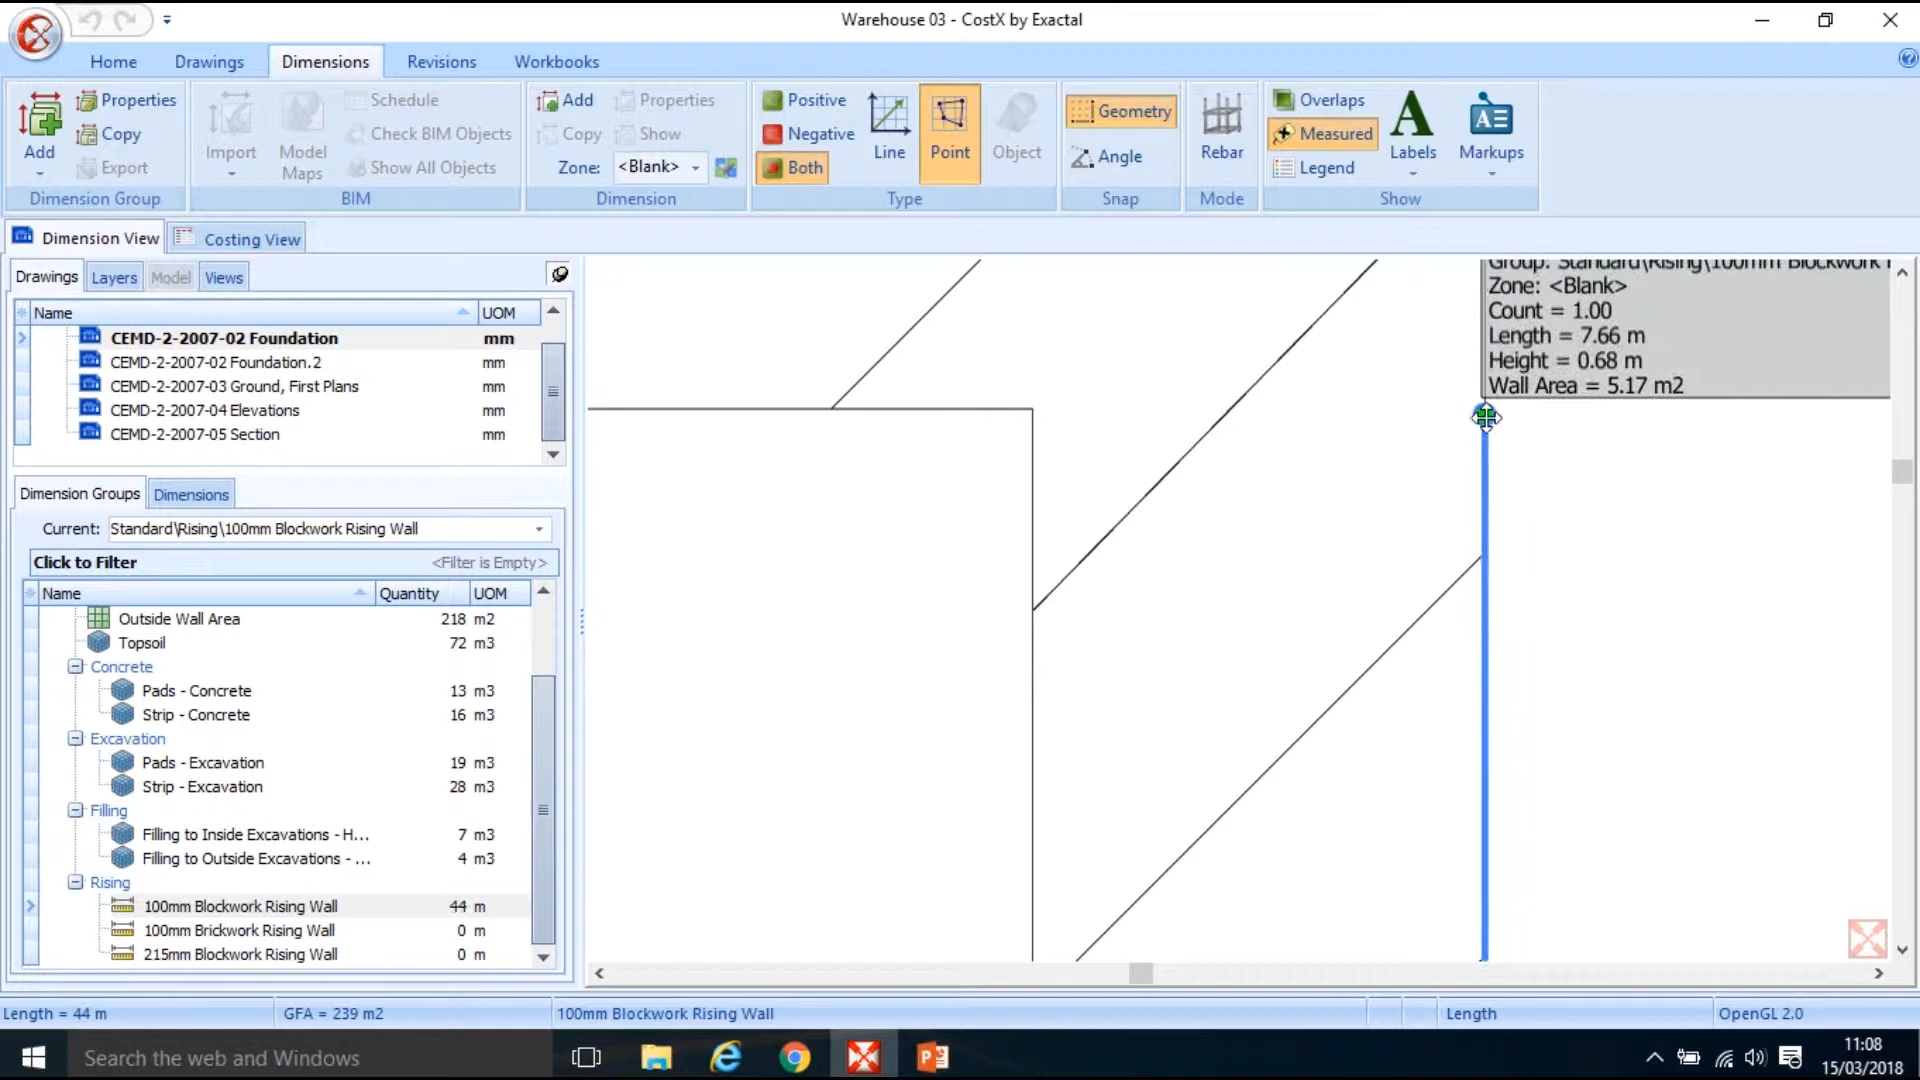 Warehouse 03 - CostX by Exactal
Home
Drawings
Dimensions
Revisions
Workbooks
Add
Properties
Copy
Export
Dimension Group
Import
Model Maps
Schedule
Check BIM Objects
Show All Objects
BIM
Add
Properties
Copy
Show
Zone: <Blank>
Dimension
Positive
Negative
Both
Line
Point
Object
Type
Geometry
Angle
Snap
Rebar
Mode
Overlaps
Measured
Legend
Labels
Markups
Show
Dimension View
Costing View
Drawings
Layers
Model
Views
Name UOM
CEMD-2-2007-02 Foundation mm
CEMD-2-2007-02 Foundation.2 mm
CEMD-2-2007-03 Ground, First Plans mm
CEMD-2-2007-04 Elevations mm
CEMD-2-2007-05 Section mm
Dimension Groups
Dimensions
Current: Standard\Rising\100mm Blockwork Rising Wall
Click to Filter <Filter is Empty>
Name Quantity UOM
Outside Wall Area 218 m2
Topsoil 72 m3
Concrete
Pads - Concrete 13 m3
Strip - Concrete 16 m3
Excavation
Pads - Excavation 19 m3
Strip - Excavation 28 m3
Filling
Filling to Inside Excavations - H... 7 m3
Filling to Outside Excavations - ... 4 m3
Rising
100mm Blockwork Rising Wall 44 m
100mm Brickwork Rising Wall 0 m
215mm Blockwork Rising Wall 0 m
Group: Standard\Rising\100mm Blockwork
Zone: <Blank>
Count = 1.00
Length = 7.66 m
Height = 0.68 m
Wall Area = 5.17 m2
Length = 44 m
GFA = 239 m2
100mm Blockwork Rising Wall
Length
OpenGL 2.0
Search the web and Windows
11:08
15/03/2018